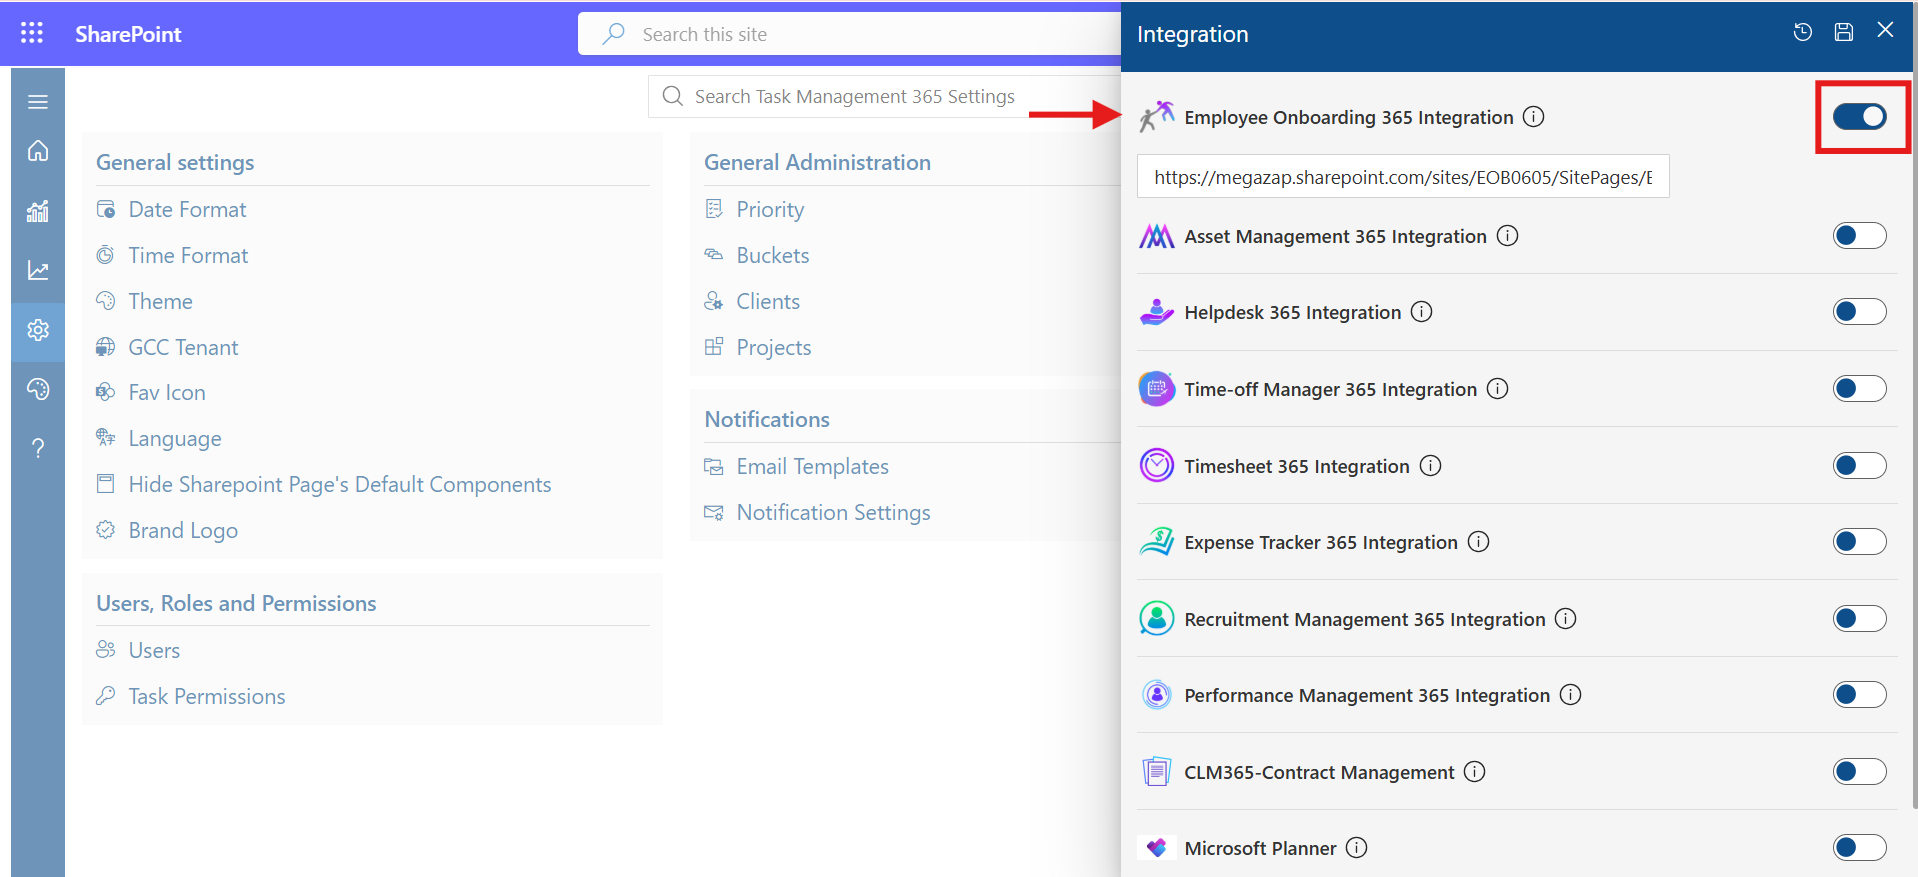 SharePoint
Search this site
Search Task Management 365 Settings
General settings
Date Format
Time Format
Theme
GCC Tenant
Fav Icon
Language
Hide Sharepoint Page's Default Components
Brand Logo
Users, Roles and Permissions
Users
Task Permissions
General Administration
Priority
Buckets
Clients
Projects
Notifications
Email Templates
Notification Settings
Integration
Employee Onboarding 365 Integration
https://megazap.sharepoint.com/sites/EOB0605/SitePages/E
Asset Management 365 Integration
Helpdesk 365 Integration
Time-off Manager 365 Integration
Timesheet 365 Integration
Expense Tracker 365 Integration
Recruitment Management 365 Integration
Performance Management 365 Integration
CLM365-Contract Management
Microsoft Planner